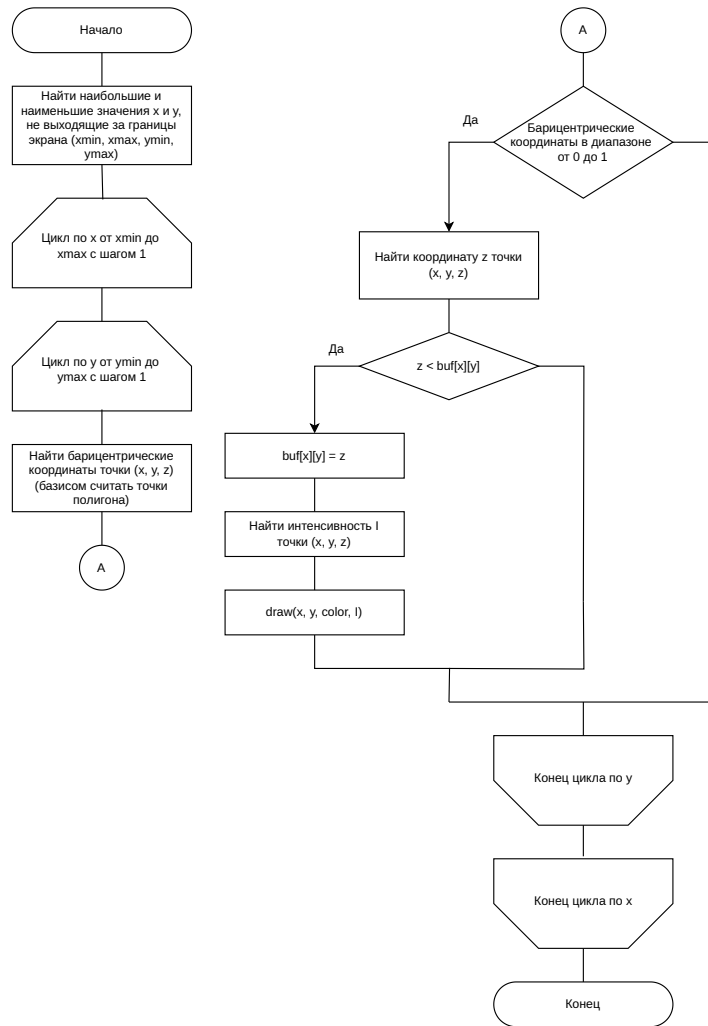 Начало
Найти наибольшие и
наименьшие значения x и y,
не выходящие за границы
экрана (xmin, xmax, ymin,
ymax)
Цикл по x от xmin до
xmax с шагом 1
Цикл по y от ymin до
ymax с шагом 1
Найти барицентрические
координаты точки (x, y, z)
(базисом считать точки
полигона)
A
A
Да
Барицентрические
координаты в диапазоне
от 0 до 1
Найти координату z точки
(x, y, z)
Да
z < buf[x][y]
buf[x][y] = z
Найти интенсивность I
точки (x, y, z)
draw(x, y, color, I)
Конец цикла по y
Конец цикла по x
Конец